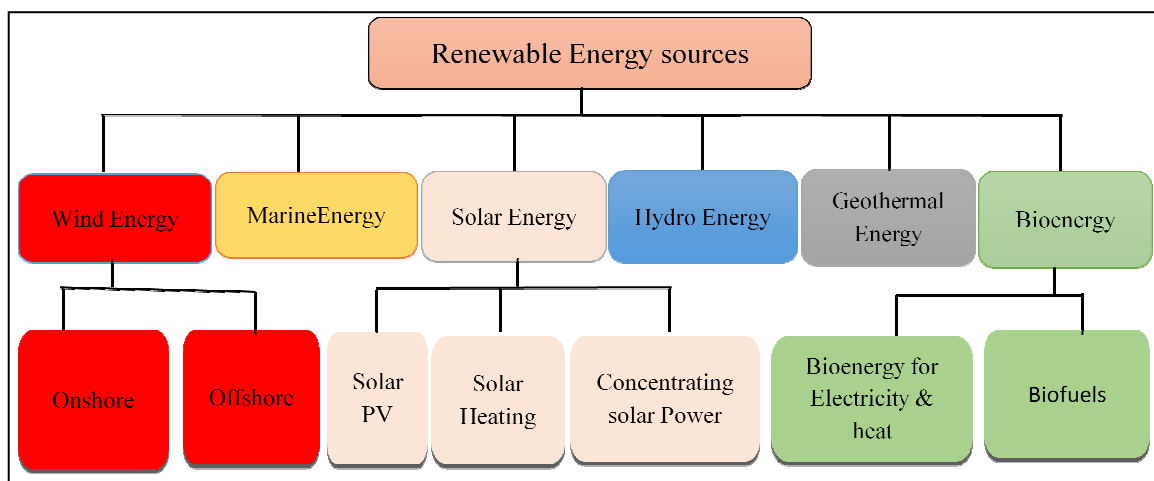 Renewable Energy sources
Wind Energy
MarineEnergy
Solar Energy
Hydro Energy
Geothermal
Energy
Bioenergy
Onshore
Offshore
Solar
PV
Solar
Heating
Concentrating
solar Power
Bioenergy for
Electricity &
heat
Biofuels